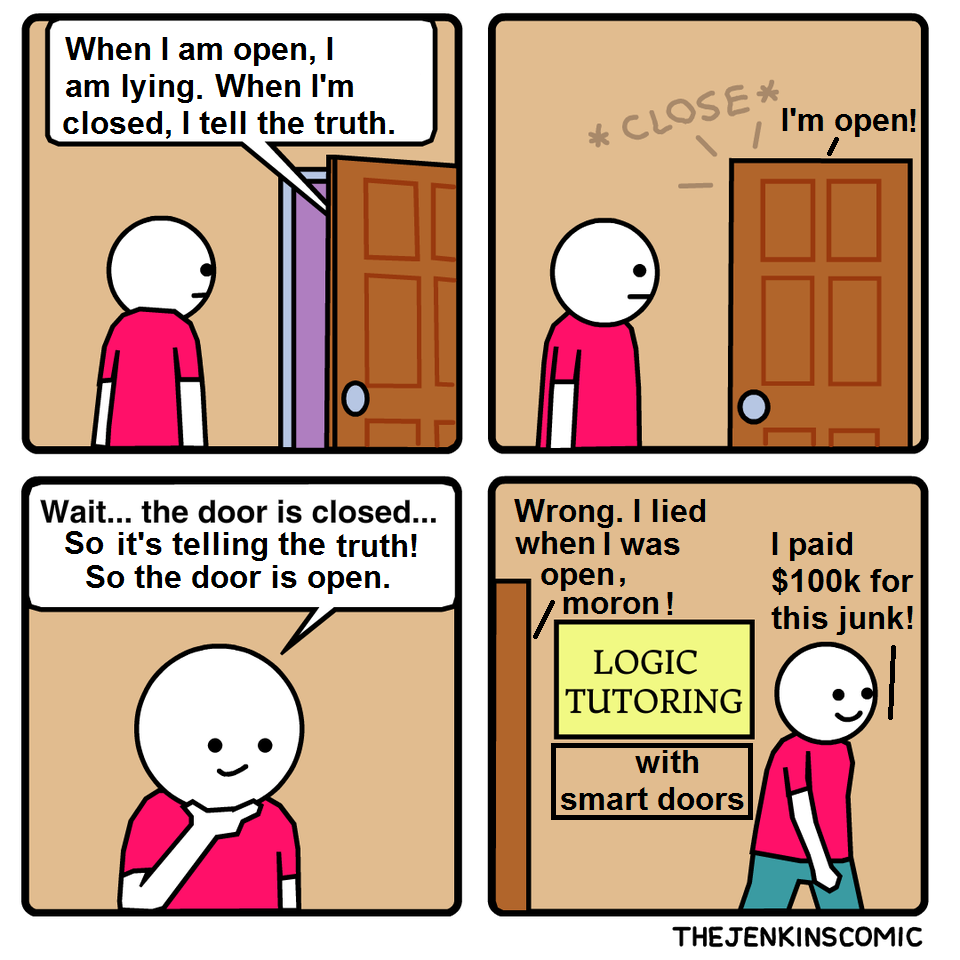 When I am open, I
am lying. When I'm
closed, I tell the truth.
*CLOSE*
I'm open!
Wait... the door is closed...
So it's telling the truth!
So the door is open.
Wrong. I lied
when I was
open,
moron!
I paid
$100k for
this junk!
LOGIC
TUTORING
with
smart doors
THEJENKINSCOMIC